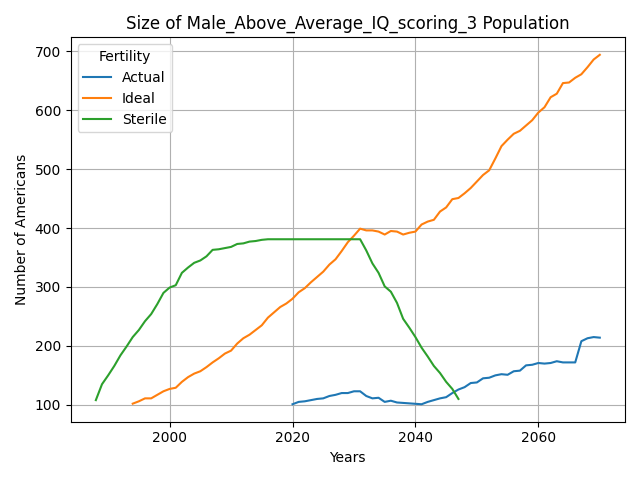 Size of Male_Above_Average_IQ_scoring_3 Population
Fertility
Actual
Ideal
Sterile
Number of Americans
700
600
500
400
300
200
100
2000
2020
2040
2060
Years